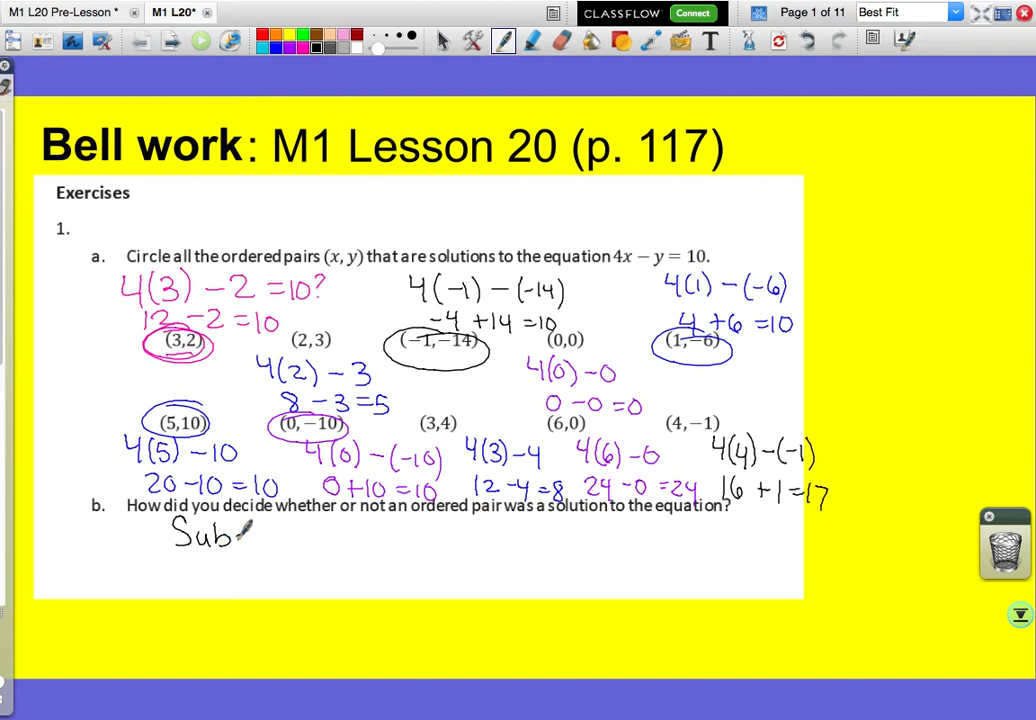 M1 L20 Pre-Lesson *
M1 L20*
CLASSFLOW Connect
Page 1 of 11
Best Fit
Bell work: M1 Lesson 20 (p. 117)
Exercises
1.
a. Circle all the ordered pairs (x, y) that are solutions to the equation 4x − y = 10.
4(3) − 2 = 10? 4(-1) − (-14) 4(1) − (-6)
12 − 2 = 10 -4 + 14 = 10 4 + 6 = 10
(3,2) (2,3) (−1,−14) (0,0) (1,−6)
4(2) − 3 4(0) − 0
8 − 3 = 5 0 − 0 = 0
(5,10) (0,−10) (3,4) (6,0) (4,−1)
4(5) − 10 4(0) − (-10) 4(3) − 4 4(6) − 0 4(4) − (-1)
20 − 10 = 10 0 + 10 = 10 12 − 4 = 8 24 − 0 = 24 16 + 1 = 17
b. How did you decide whether or not an ordered pair was a solution to the equation?
Sub